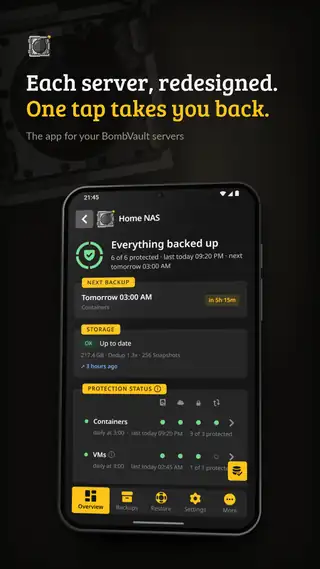 Each server, redesigned.
One tap takes you back.
The app for your BombVault servers
21:45
Home NAS
Everything backed up
6 of 6 protected · last today 09:20 PM · next
tomorrow 03:00 AM
NEXT BACKUP
Tomorrow 03:00 AM
in 5h 15m
Containers
STORAGE
OK Up to date
217.4 GB · Dedup 1.7x · 256 Snapshots
3 hours ago
PROTECTION STATUS
Containers
daily at 3:00 · last today 09:20 PM 3 of 3 protected
VMs
daily at 3:00 · last today 02:45 AM 1 of 1 protected
Overview Backups Restore Settings More